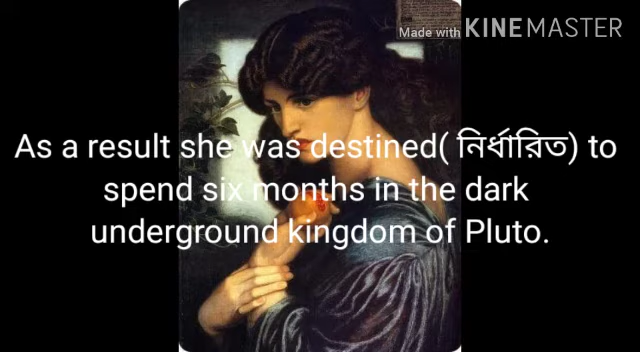 Made with KINEMASTER
As a result she was destined( নির্ধারিত) to
spend six months in the dark
underground kingdom of Pluto.